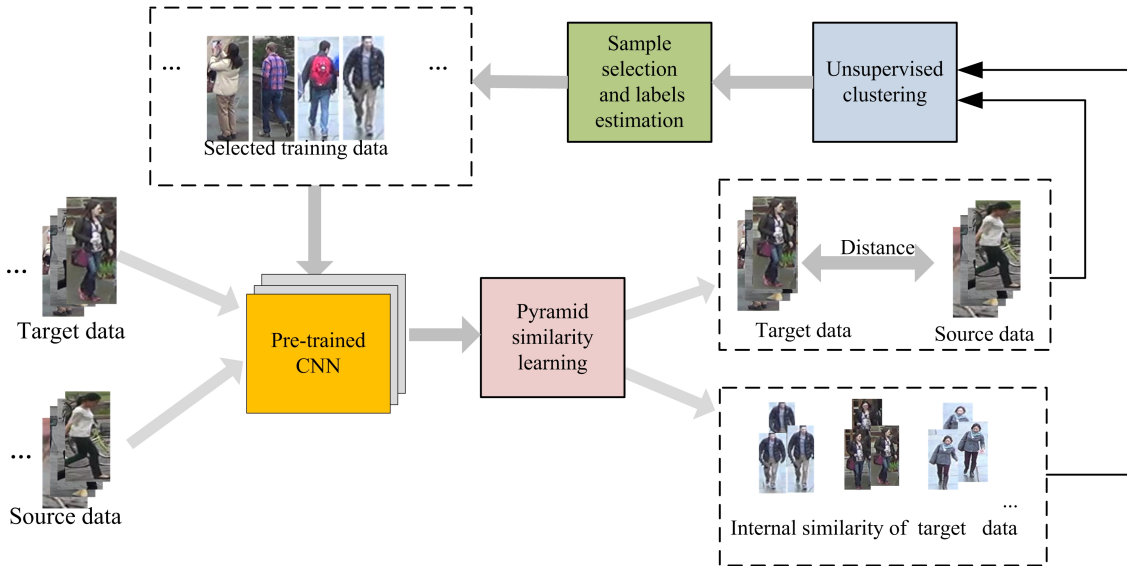 ...
...
Selected training data
Sample
selection
and labels
estimation
Unsupervised
clustering
...
Target data
Pre-trained
CNN
Pyramid
similarity
learning
Distance
Target data
Source data
...
Source data
...
Internal similarity of target data